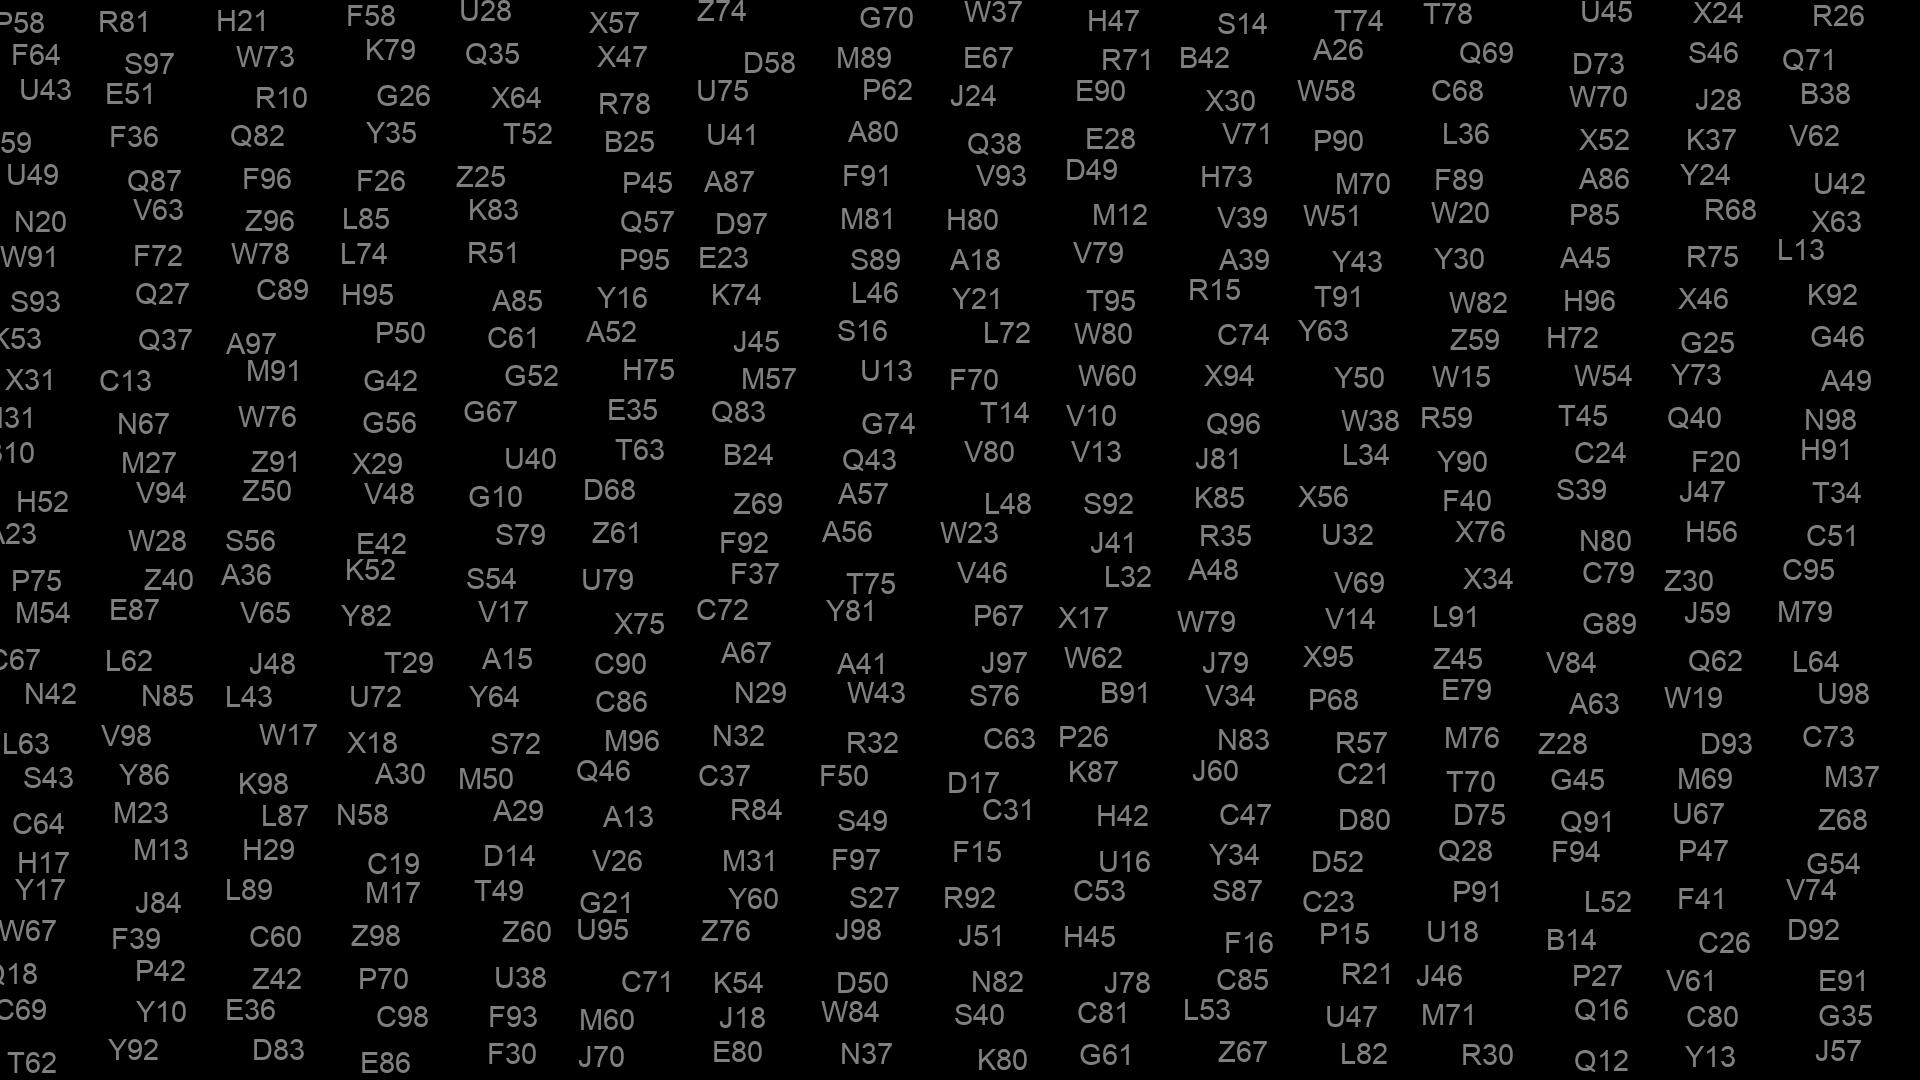 P58 R81 H21 F58 U28 X57 Z74 G70 W37 H47 S14 T74 T78 U45 X24 R26
F64 S97 W73 K79 Q35 X47 D58 M89 E67 R71 B42 A26 Q69 D73 S46 Q71
U43 E51 R10 G26 X64 R78 U75 P62 J24 E90 X30 W58 C68 W70 J28 B38
59 F36 Q82 Y35 T52 B25 U41 A80 Q38 E28 V71 P90 L36 X52 K37 V62
U49 Q87 F96 F26 Z25 P45 A87 F91 V93 D49 H73 M70 F89 A86 Y24 U42
N20 V63 Z96 L85 K83 Q57 D97 M81 H80 M12 V39 W51 W20 P85 R68 X63
W91 F72 W78 L74 R51 P95 E23 S89 A18 V79 A39 Y43 Y30 A45 R75 L13
S93 Q27 C89 H95 A85 Y16 K74 L46 Y21 T95 R15 T91 W82 H96 X46 K92
K53 Q37 A97 P50 C61 A52 J45 S16 L72 W80 C74 Y63 Z59 H72 G25 G46
X31 C13 M91 G42 G52 H75 M57 U13 F70 W60 X94 Y50 W15 W54 Y73 A49
31 N67 W76 G56 G67 E35 Q83 G74 T14 V10 Q96 W38 R59 T45 Q40 N98
10 M27 Z91 X29 U40 T63 B24 Q43 V80 V13 J81 L34 Y90 C24 F20 H91
H52 V94 Z50 V48 G10 D68 Z69 A57 L48 S92 K85 X56 F40 S39 J47 T34
A23 W28 S56 E42 S79 Z61 F92 A56 W23 J41 R35 U32 X76 N80 H56 C51
P75 Z40 A36 K52 S54 U79 F37 T75 V46 L32 A48 V69 X34 C79 Z30 C95
M54 E87 V65 Y82 V17 X75 C72 Y81 P67 X17 W79 V14 L91 G89 J59 M79
C67 L62 J48 T29 A15 C90 A67 A41 J97 W62 J79 X95 Z45 V84 Q62 L64
N42 N85 L43 U72 Y64 C86 N29 W43 S76 B91 V34 P68 E79 A63 W19 U98
L63 V98 W17 X18 S72 M96 N32 R32 C63 P26 N83 R57 M76 Z28 D93 C73
S43 Y86 K98 A30 M50 Q46 C37 F50 D17 K87 J60 C21 T70 G45 M69 M37
C64 M23 L87 N58 A29 A13 R84 S49 C31 H42 C47 D80 D75 Q91 U67 Z68
H17 M13 H29 C19 D14 V26 M31 F97 F15 U16 Y34 D52 Q28 F94 P47 G54
Y17 J84 L89 M17 T49 G21 Y60 S27 R92 C53 S87 C23 P91 L52 F41 V74
W67 F39 C60 Z98 Z60 U95 Z76 J98 J51 H45 F16 P15 U18 B14 C26 D92
Q18 P42 Z42 P70 U38 C71 K54 D50 N82 J78 C85 R21 J46 P27 V61 E91
C69 Y10 E36 C98 F93 M60 J18 W84 S40 C81 L53 U47 M71 Q16 C80 G35
T62 Y92 D83 E86 F30 J70 E80 N37 K80 G61 Z67 L82 R30 Q12 Y13 J57